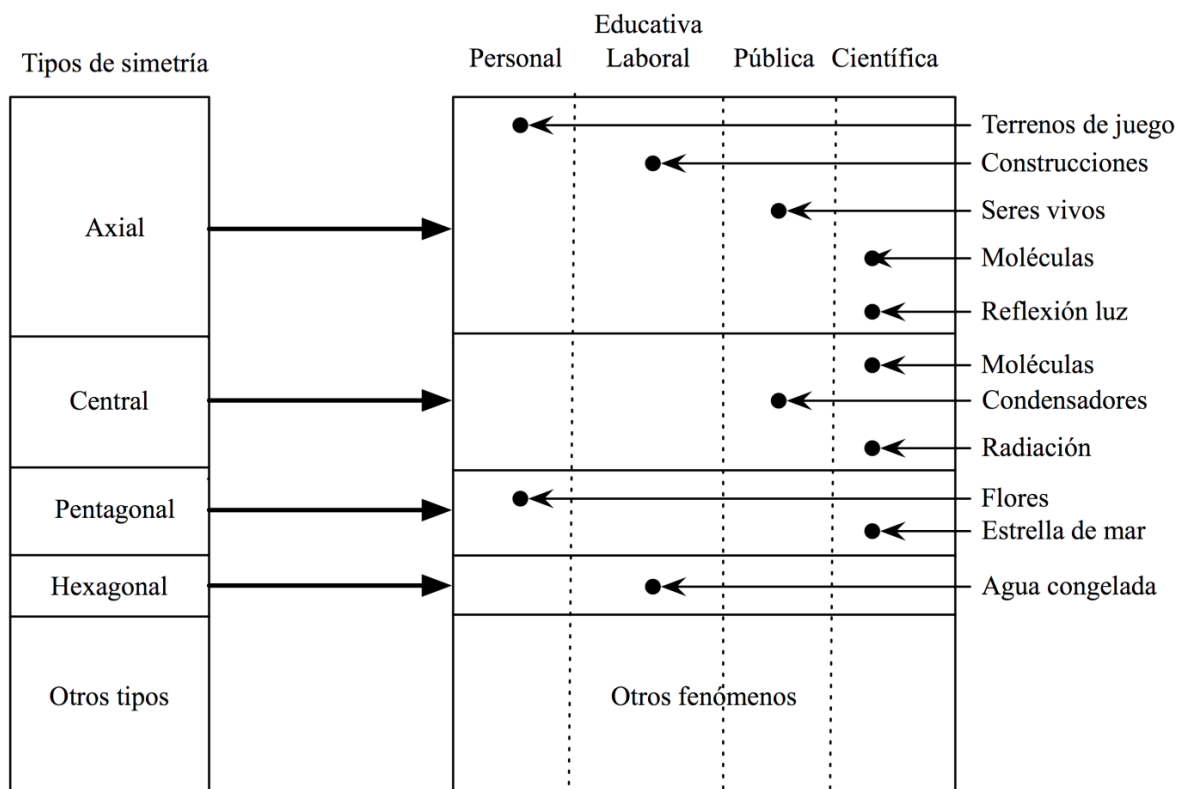 Educativa
Tipos de simetría
Personal Laboral Pública Científica
Terrenos de juego
Construcciones
Seres vivos
Axial
Moléculas
Reflexión luz
Moléculas
Central
Condensadores
Radiación
Flores
Pentagonal
Estrella de mar
Hexagonal
Agua congelada
Otros tipos
Otros fenómenos